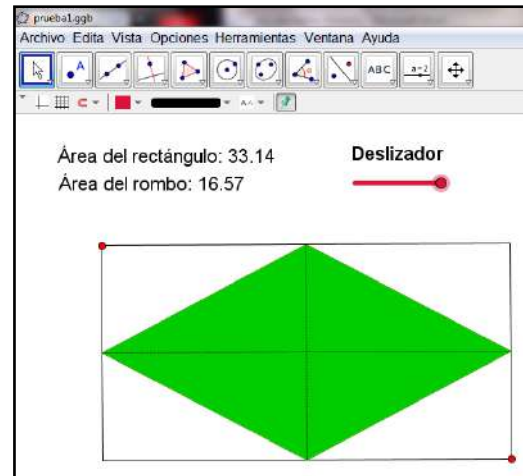 prueba1.ggb
Archivo Edita Vista Opciones Herramientas Ventana Ayuda
A
ABC
a=2
Área del rectángulo: 33.14
Deslizador
Área del rombo: 16.57